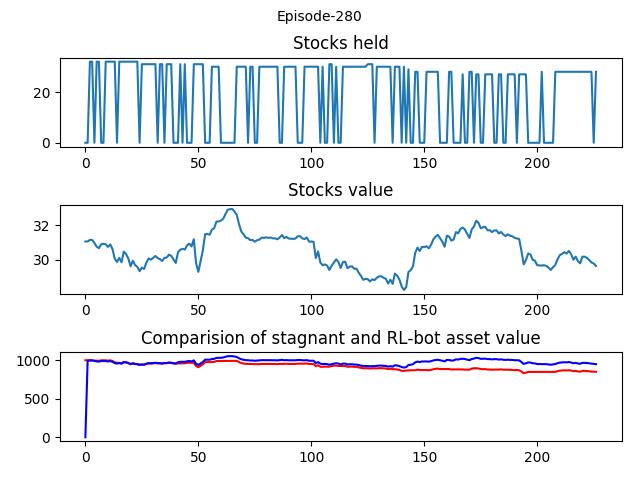 Episode-280
Stocks held
20
0
0 50 100 150 200
Stocks value
32
30
0 50 100 150 200
Comparision of stagnant and RL-bot asset value
1000
500
0
0 50 100 150 200